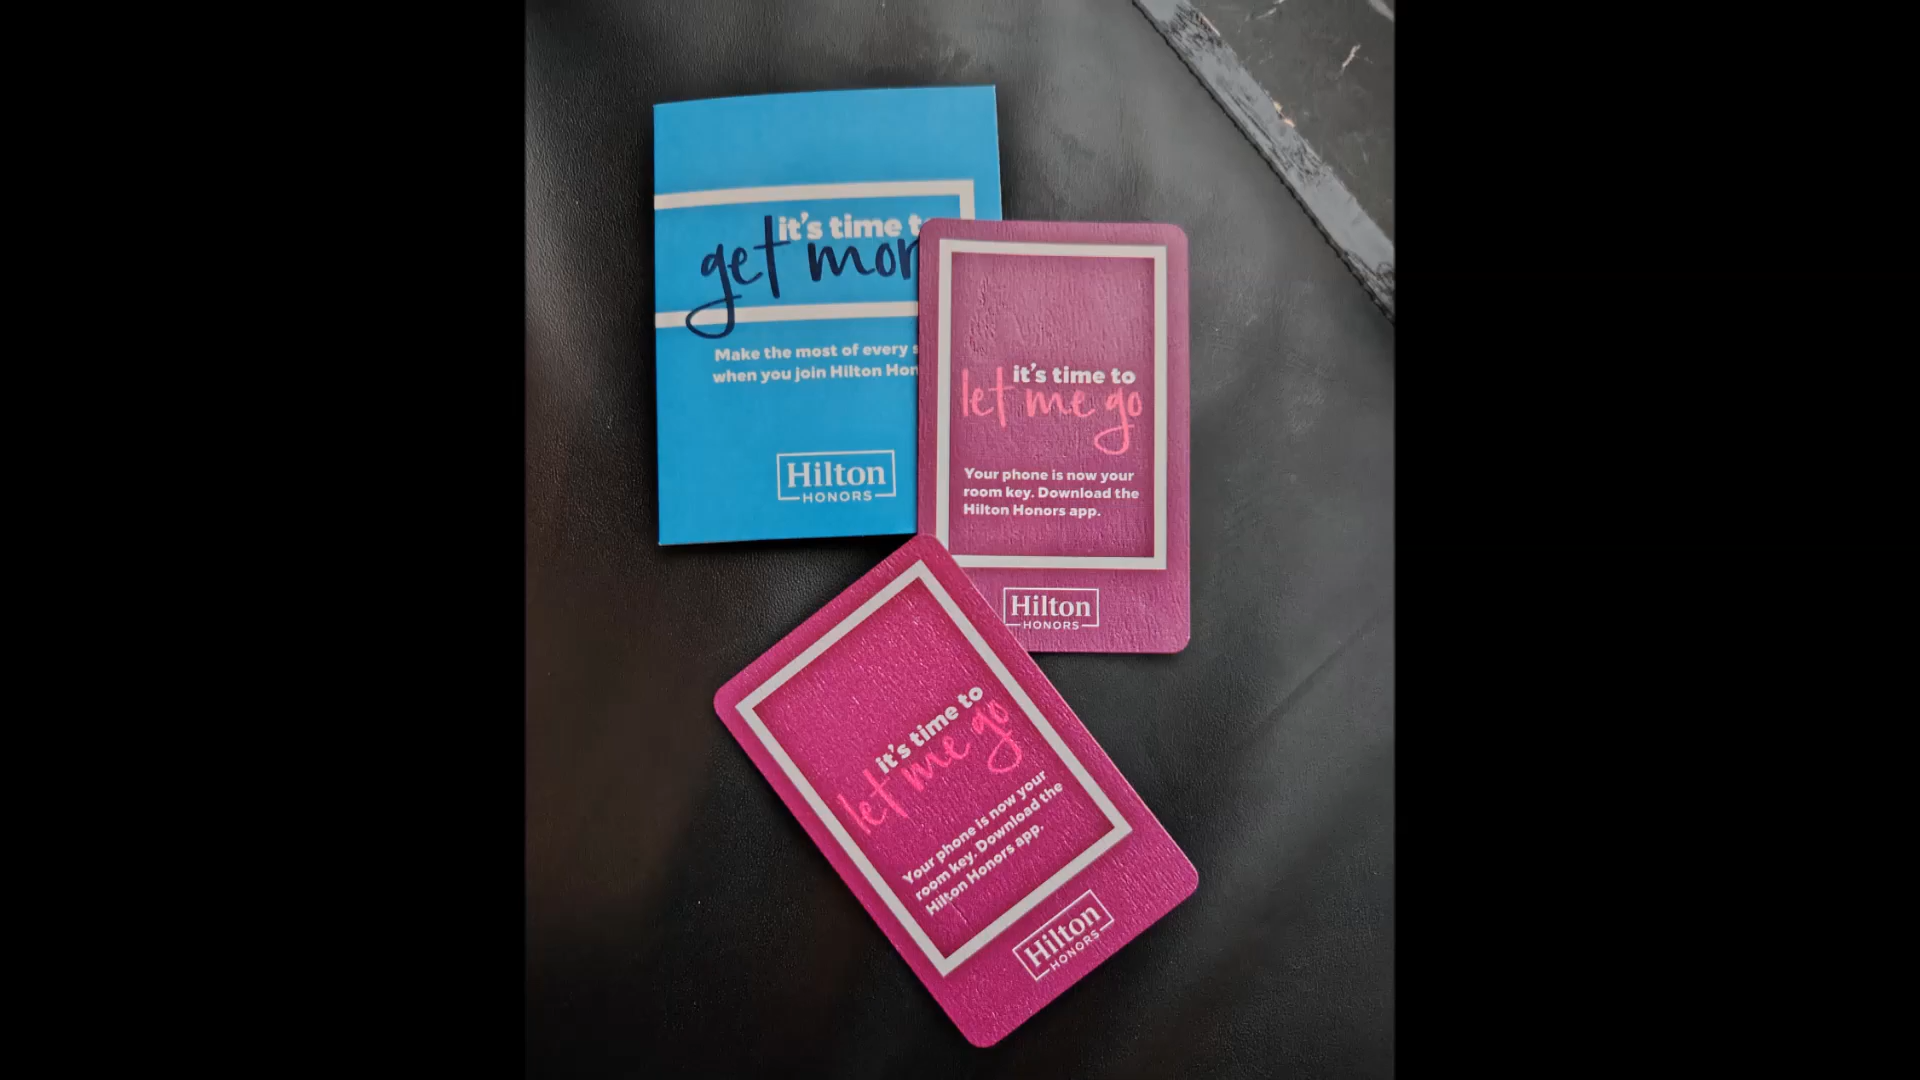 it's time t
get mor
Make the most of every s
when you join Hilton Hon
Hilton
HONORS
it's time to
let me go
Your phone is now your
room key. Download the
Hilton Honors app.
Hilton
HONORS
it's time to
let me go
Your phone is now your
room key. Download the
Hilton Honors app.
Hilton
HONORS